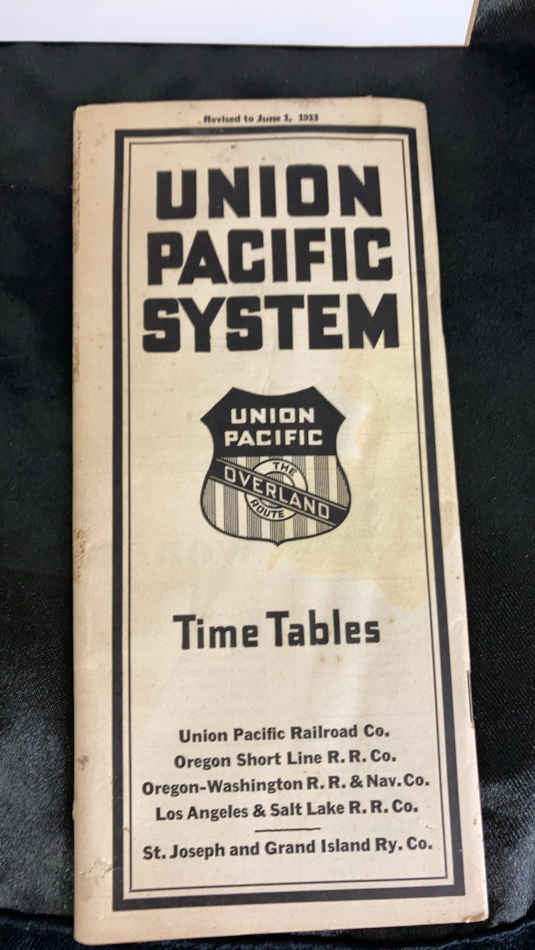 Revised to June 1, 1933
UNION
PACIFIC
SYSTEM
UNION
PACIFIC
THE
OVERLAND
ROUTE
Time Tables
Union Pacific Railroad Co.
Oregon Short Line R. R. Co.
Oregon-Washington R. R. & Nav. Co.
Los Angeles & Salt Lake R. R. Co.
St. Joseph and Grand Island Ry. Co.